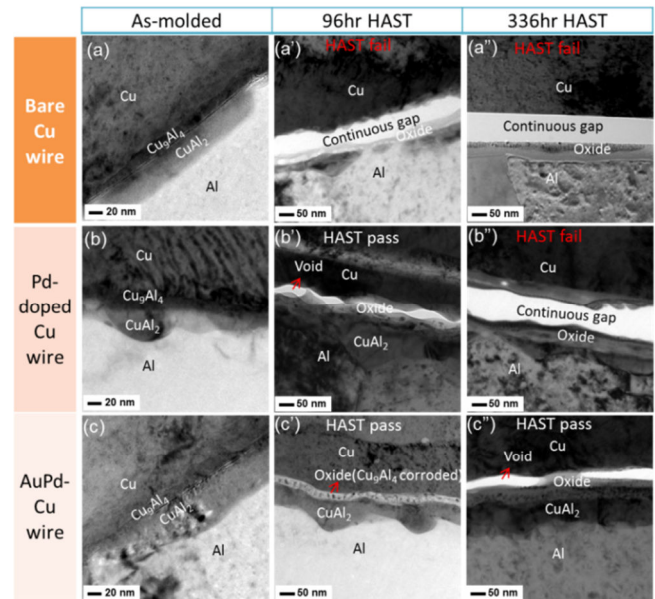 As-molded
96hr HAST
336hr HAST
Bare
Cu
wire
(a)
Cu
Cu₉Al₄
CuAl₂
Al
20 nm
(a')
HAST fail
Cu
Continuous gap
Oxide
Al
50 nm
(a")
HAST fail
Cu
Continuous gap
Oxide
Al
50 nm
Pd-
doped
Cu
wire
(b)
Cu
Cu₉Al₄
CuAl₂
Al
20 nm
(b')
HAST pass
Void
Cu
Oxide
CuAl₂
Al
50 nm
(b")
HAST fail
Cu
Continuous gap
Oxide
Al
50 nm
AuPd-
Cu
wire
(c)
Cu
Cu₉Al₄
CuAl₂
Al
20 nm
(c')
HAST pass
Cu
Oxide(Cu₉Al₄ corroded)
CuAl₂
Al
50 nm
(c")
HAST pass
Cu
Void
Oxide
CuAl₂
Al
50 nm